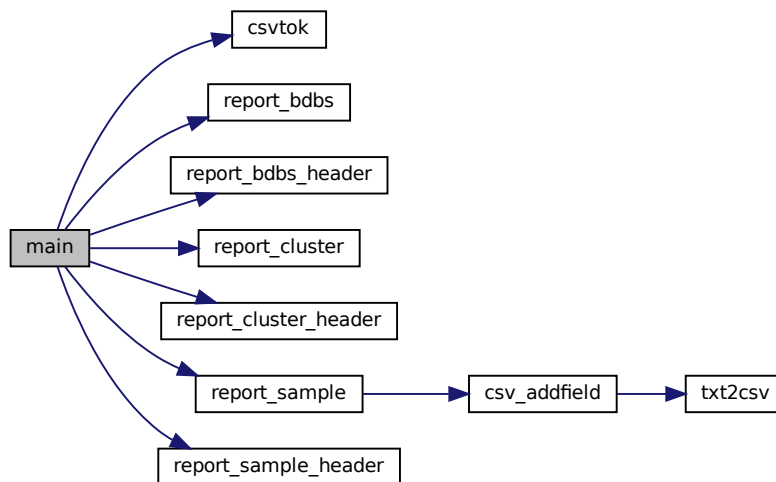 csvtok
report_bdbs
report_bdbs_header
main
report_cluster
report_cluster_header
report_sample
csv_addfield
txt2csv
report_sample_header